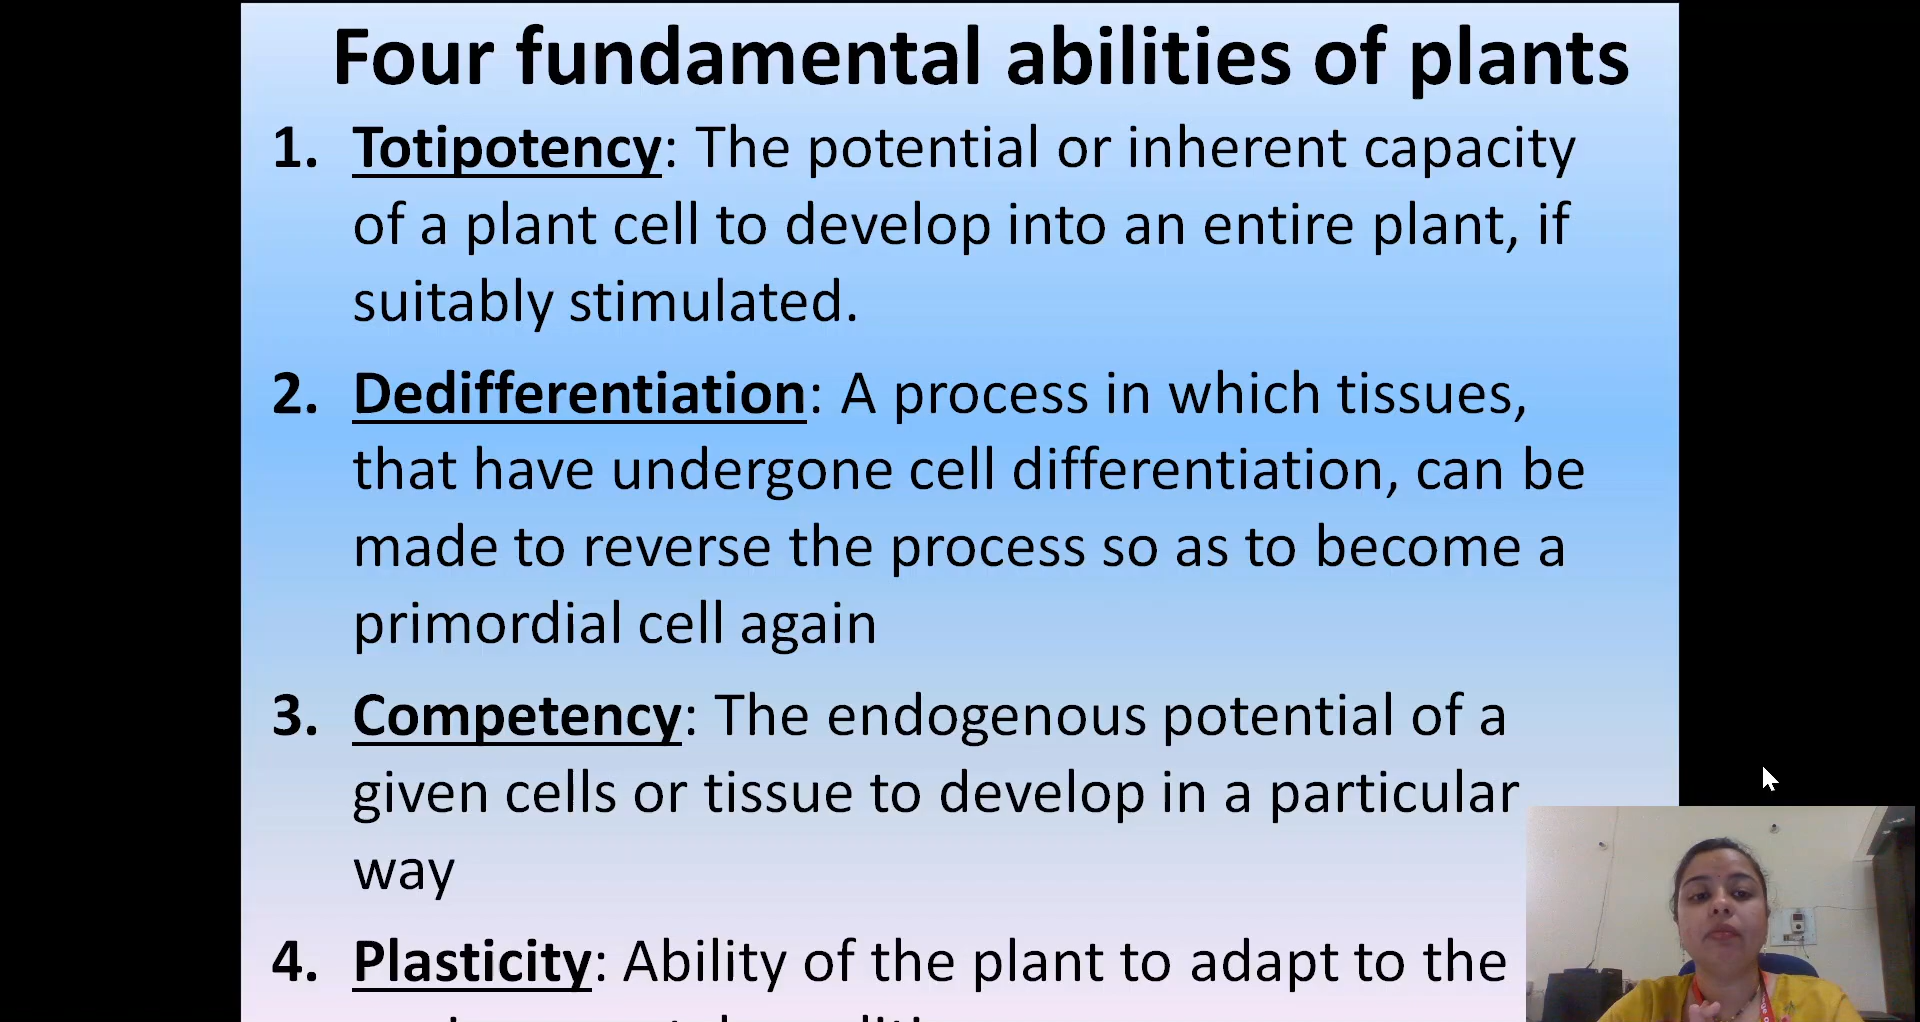 Four fundamental abilities of plants
1. Totipotency: The potential or inherent capacity
of a plant cell to develop into an entire plant, if
suitably stimulated.
2. Dedifferentiation: A process in which tissues,
that have undergone cell differentiation, can be
made to reverse the process so as to become a
primordial cell again
3. Competency: The endogenous potential of a
given cells or tissue to develop in a particular
way
4. Plasticity: Ability of the plant to adapt to the